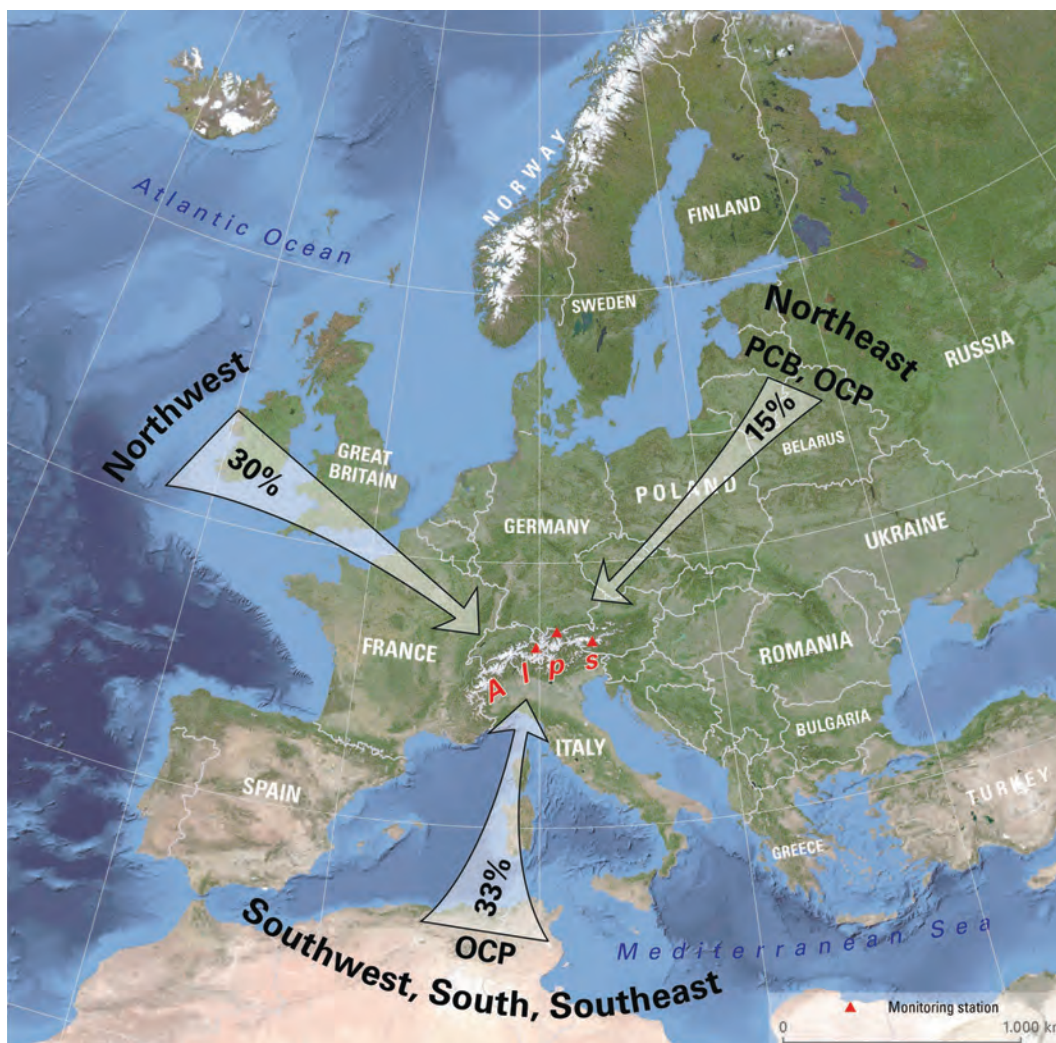 NORWAY
FINLAND
Atlantic Ocean
SWEDEN
Northeast
RUSSIA
PCB, OCP
Northwest
15%
BELARUS
30%
GREAT
BRITAIN
POLAND
GERMANY
UKRAINE
FRANCE
Alps
ROMANIA
ITALY
BULGARIA
SPAIN
TURKEY
GREECE
33%
OCP
Southwest, South, Southeast
Mediterranean Sea
Monitoring station
0
1.000 km